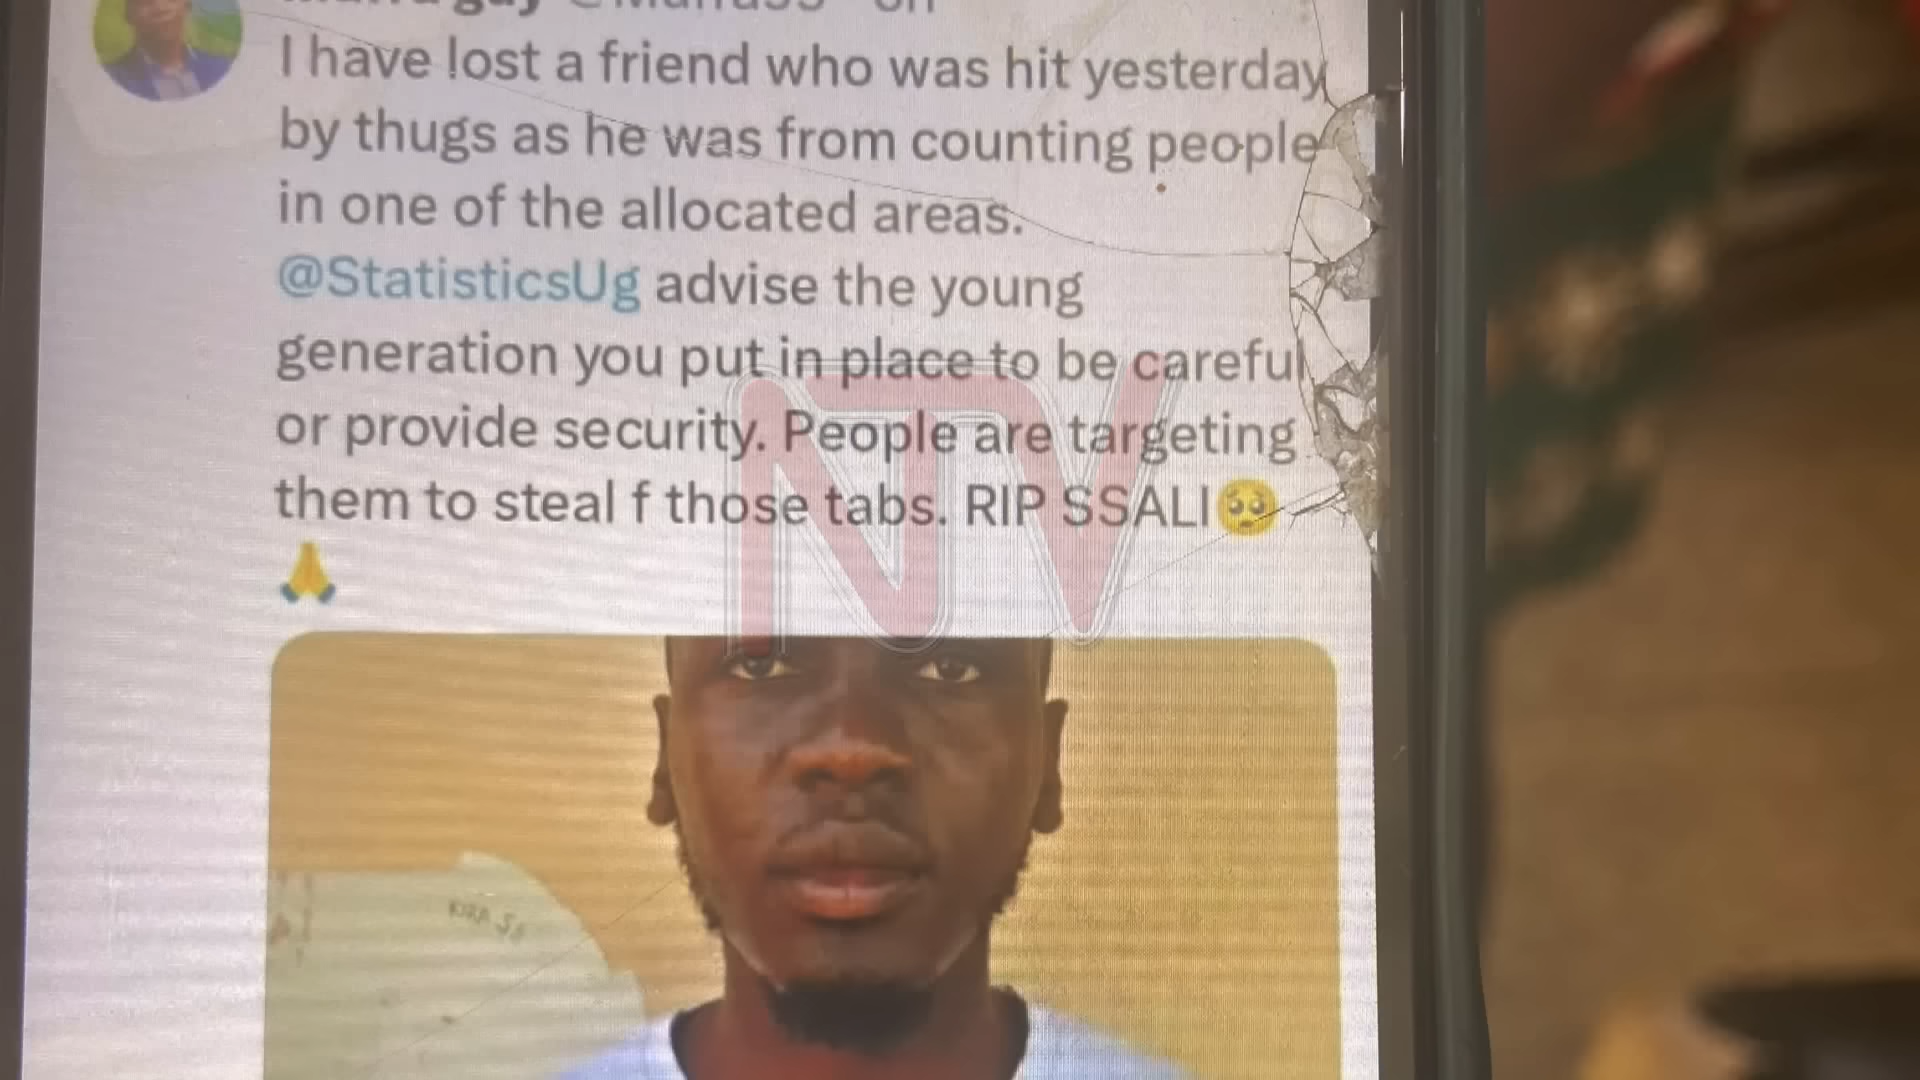 I have lost a friend who was hit yesterday
by thugs as he was from counting people
in one of the allocated areas.
@StatisticsUg advise the young
generation you put in place to be careful
or provide security. People are targeting
them to steal f those tabs. RIP SSALI🥺
🙏
NTV